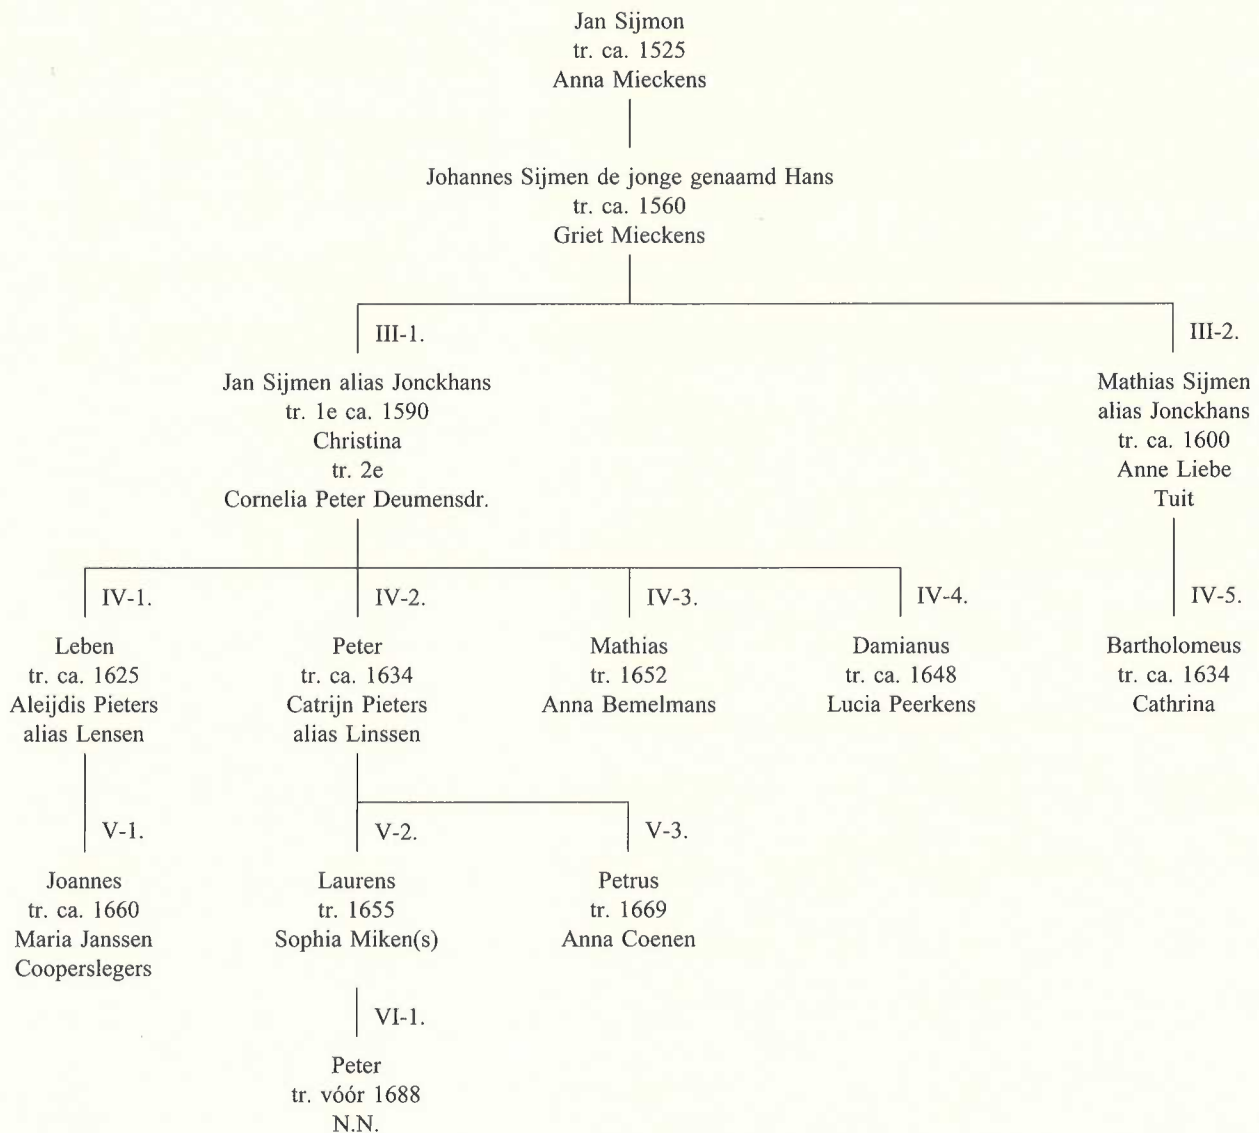 Jan Sijmon
tr. ca. 1525
Anna Mieckens
Johannes Sijmen de jonge genaamd Hans
tr. ca. 1560
Griet Mieckens
III-1.
Jan Sijmen alias Jonckhans
tr. 1e ca. 1590
Christina
tr. 2e
Cornelia Peter Deumensdr.
III-2.
Mathias Sijmen
alias Jonckhans
tr. ca. 1600
Anne Liebe
Tuit
IV-1.
Leben
tr. ca. 1625
Aleijdis Pieters
alias Lensen
IV-2.
Peter
tr. ca. 1634
Catrijn Pieters
alias Linssen
IV-3.
Mathias
tr. 1652
Anna Bemelmans
IV-4.
Damianus
tr. ca. 1648
Lucia Peerkens
IV-5.
Bartholomeus
tr. ca. 1634
Cathrina
V-1.
Joannes
tr. ca. 1660
Maria Janssen
Cooperslegers
V-2.
Laurens
tr. 1655
Sophia Miken(s)
V-3.
Petrus
tr. 1669
Anna Coenen
VI-1.
Peter
tr. vóór 1688
N.N.